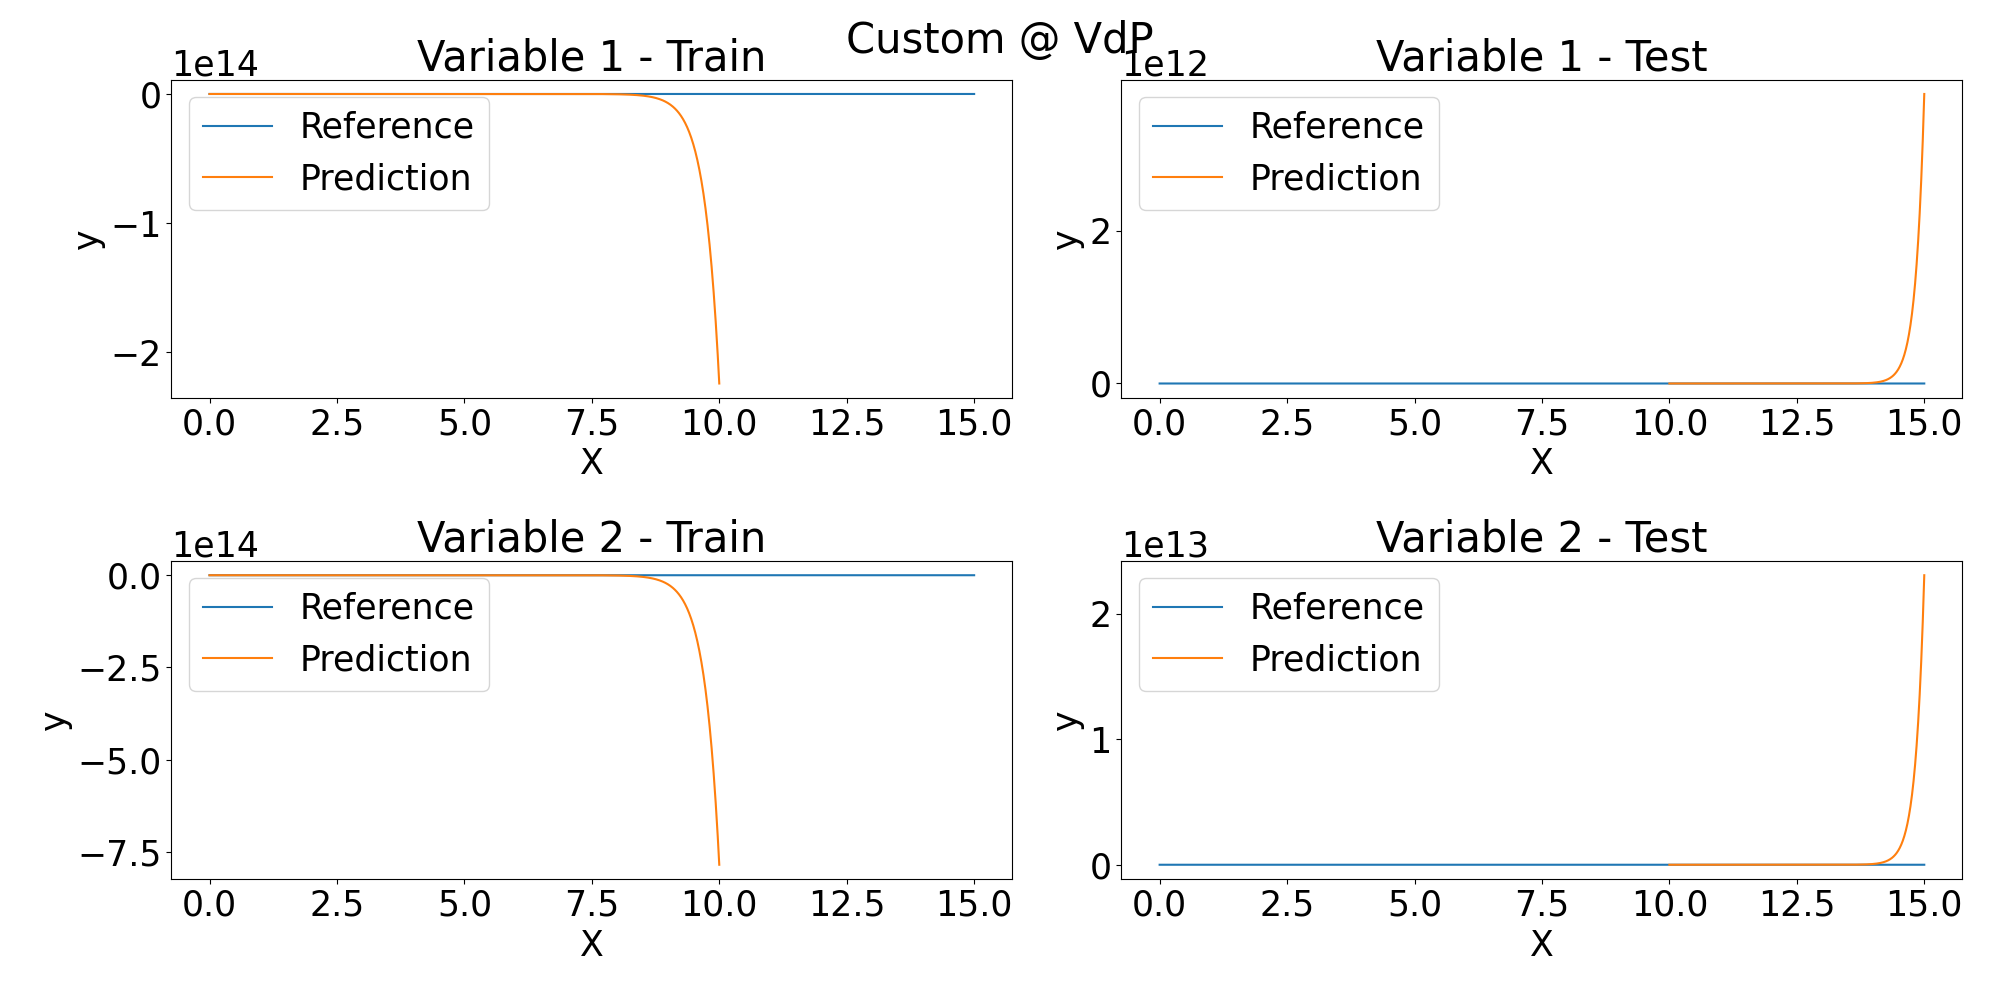 Custom @ VdP
Variable 1 - Train
1e14
0
−1
−2
y
Reference
Prediction
0.0 2.5 5.0 7.5 10.0 12.5 15.0
X
Variable 1 - Test
1e12
2
0
y
Reference
Prediction
0.0 2.5 5.0 7.5 10.0 12.5 15.0
X
Variable 2 - Train
1e14
0.0
−2.5
−5.0
−7.5
y
Reference
Prediction
0.0 2.5 5.0 7.5 10.0 12.5 15.0
X
Variable 2 - Test
1e13
2
1
0
y
Reference
Prediction
0.0 2.5 5.0 7.5 10.0 12.5 15.0
X